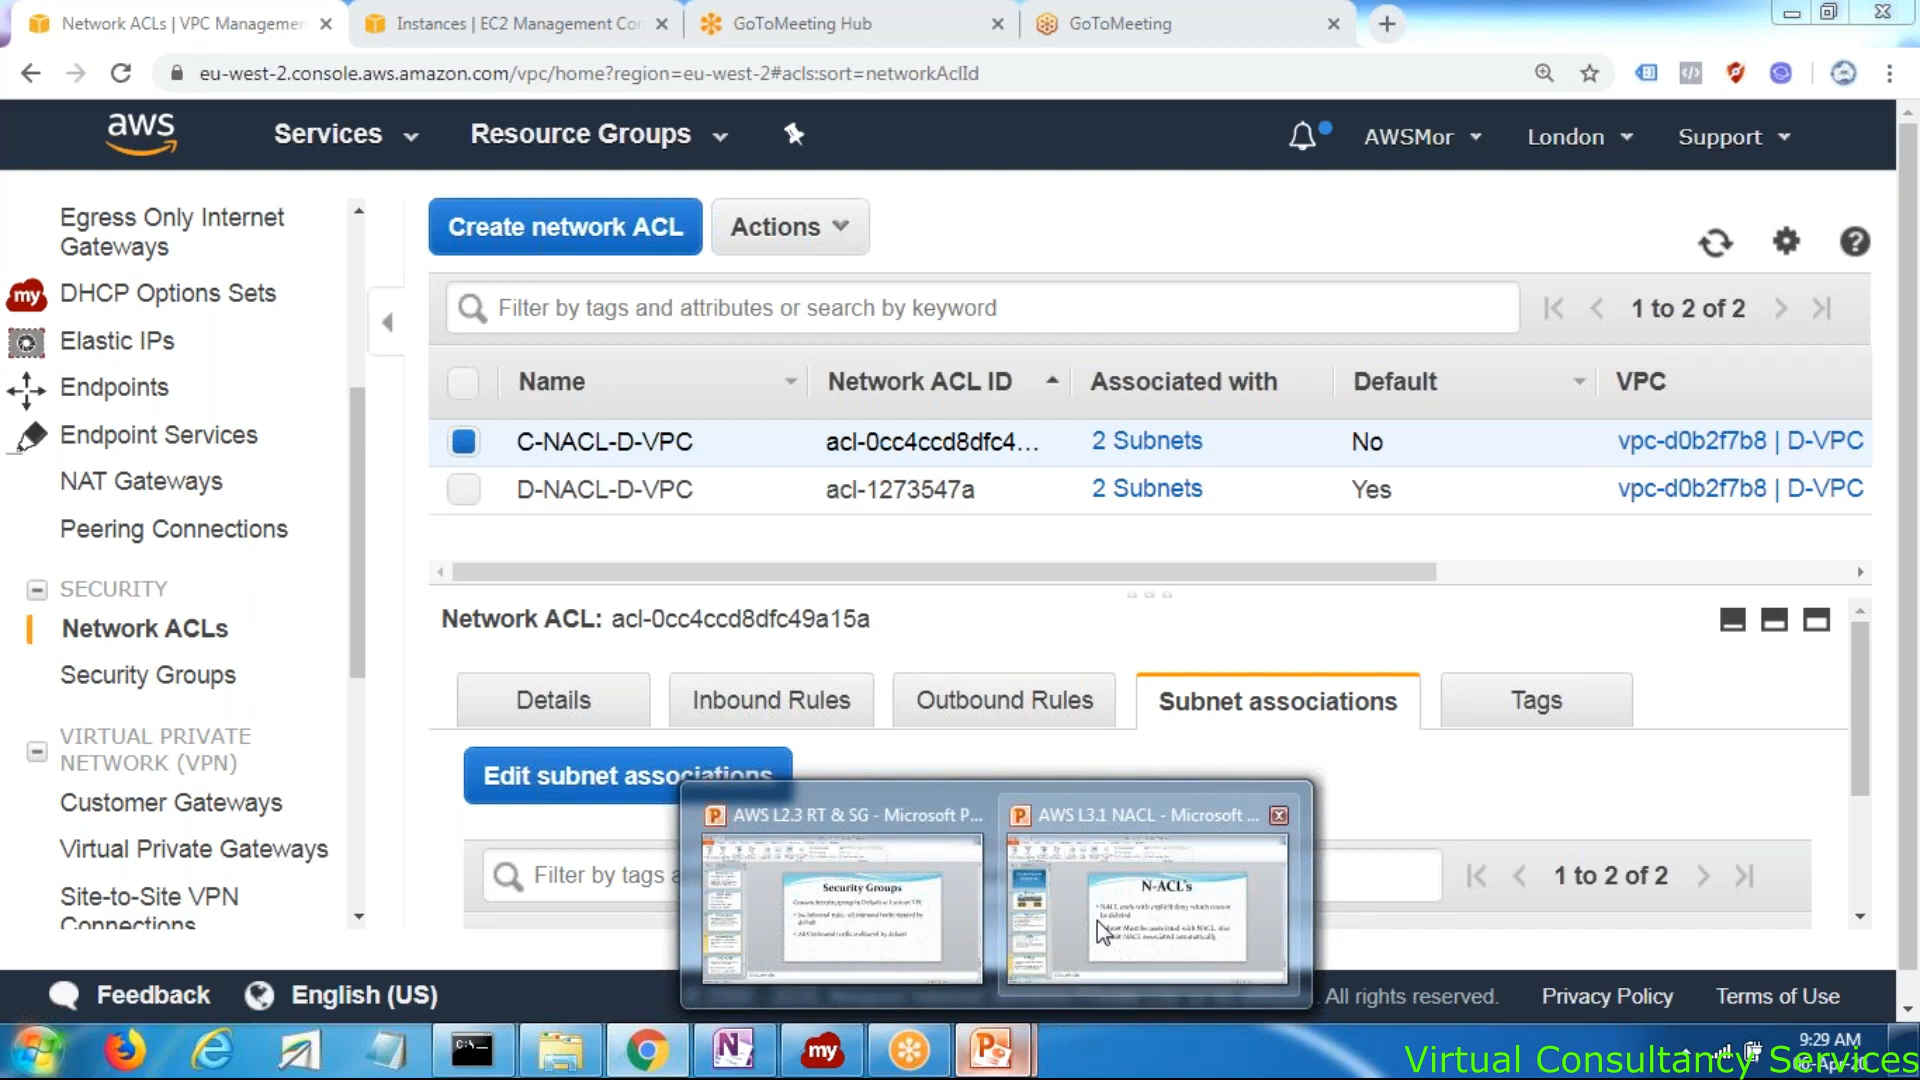 Network ACLs | VPC Managemen
Instances | EC2 Management Con
GoToMeeting Hub
GoToMeeting
eu-west-2.console.aws.amazon.com/vpc/home?region=eu-west-2#acls:sort=networkAclId
aws
Services
Resource Groups
AWSMor
London
Support
Egress Only Internet
Gateways
DHCP Options Sets
Elastic IPs
Endpoints
Endpoint Services
NAT Gateways
Peering Connections
SECURITY
Network ACLs
Security Groups
VIRTUAL PRIVATE
NETWORK (VPN)
Customer Gateways
Virtual Private Gateways
Site-to-Site VPN
Connections
my
Create network ACL
Actions
Filter by tags and attributes or search by keyword
1 to 2 of 2
Name Network ACL ID Associated with Default VPC
C-NACL-D-VPC acl-0cc4ccd8dfc4... 2 Subnets No vpc-d0b2f7b8 | D-VPC
D-NACL-D-VPC acl-1273547a 2 Subnets Yes vpc-d0b2f7b8 | D-VPC
Network ACL: acl-0cc4ccd8dfc49a15a
Details
Inbound Rules
Outbound Rules
Subnet associations
Tags
Edit subnet associations
Filter by tags a
1 to 2 of 2
AWS L2.3 RT & SG - Microsoft P...
AWS L3.1 NACL - Microsoft ...
Security Groups
N-ACL's
Feedback
English (US)
All rights reserved.
Privacy Policy
Terms of Use
C:\
my
9:29 AM
Virtual Consultancy Services